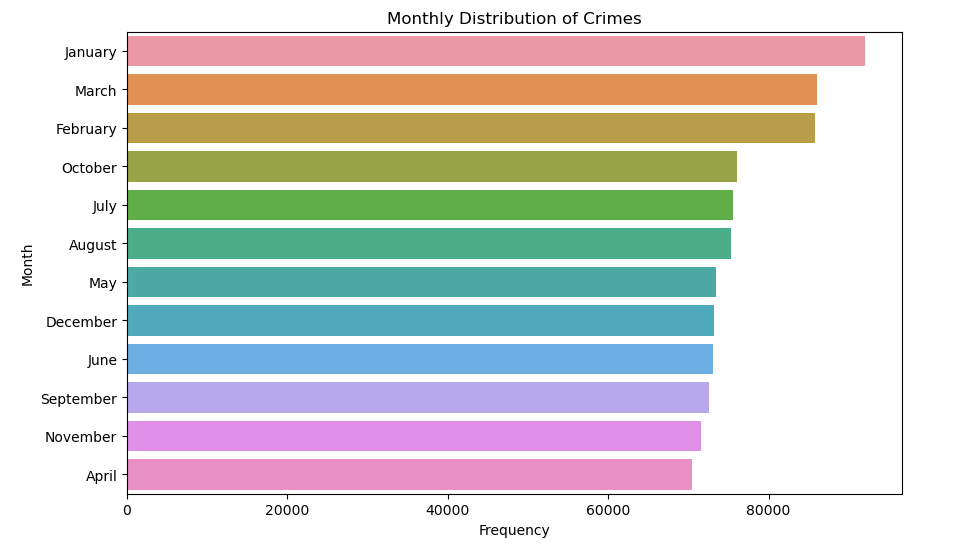 Monthly Distribution of Crimes
January
March
February
October
July
August
May
December
June
September
November
April
Month
0 20000 40000 60000 80000
Frequency